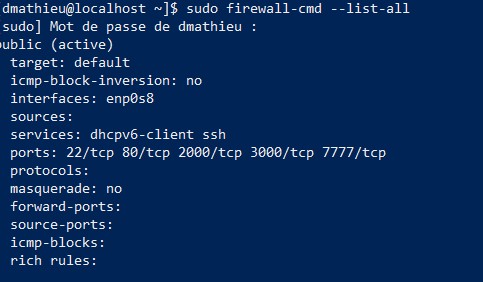 dmathieu@localhost ~]$ sudo firewall-cmd --list-all
sudo] Mot de passe de dmathieu :
public (active)
target: default
icmp-block-inversion: no
interfaces: enp0s8
sources:
services: dhcpv6-client ssh
ports: 22/tcp 80/tcp 2000/tcp 3000/tcp 7777/tcp
protocols:
masquerade: no
forward-ports:
source-ports:
icmp-blocks:
rich rules: